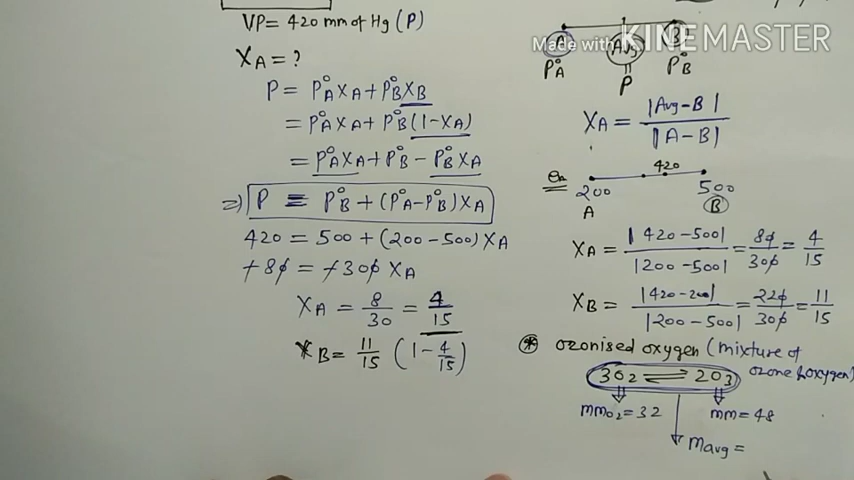 VP = 420 mm of Hg (P)
XA = ?
P = P°A XA + P°B XB
= P°A XA + P°B (1 - XA)
= P°A XA + P°B - P°B XA
=> P = P°B + (P°A - P°B) XA
420 = 500 + (200 - 500) XA
+80 = +300 XA
XA = 8/30 = 4/15
XB = 11/15 (1 - 4/15)
Made with KINEMASTER
A Avg B
P°A P P°B
XA = |Avg - B| / |A - B|
420
200 500
A B
XA = |420 - 500| / |200 - 500| = 80/300 = 4/15
XB = |420 - 200| / |200 - 500| = 220/300 = 11/15
* ozonised oxygen (mixture of
ozone & oxygen)
3O2 ⇌ 2O3
mmO2 = 32 mm = 48
Mavg =